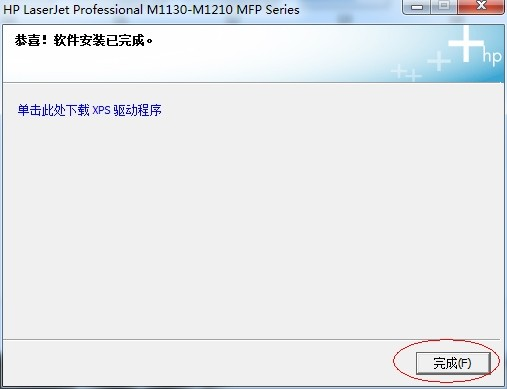 HP LaserJet Professional M1130-M1210 MFP Series
恭喜！软件安装已完成。
hp
单击此处下载 XPS 驱动程序
完成(F)